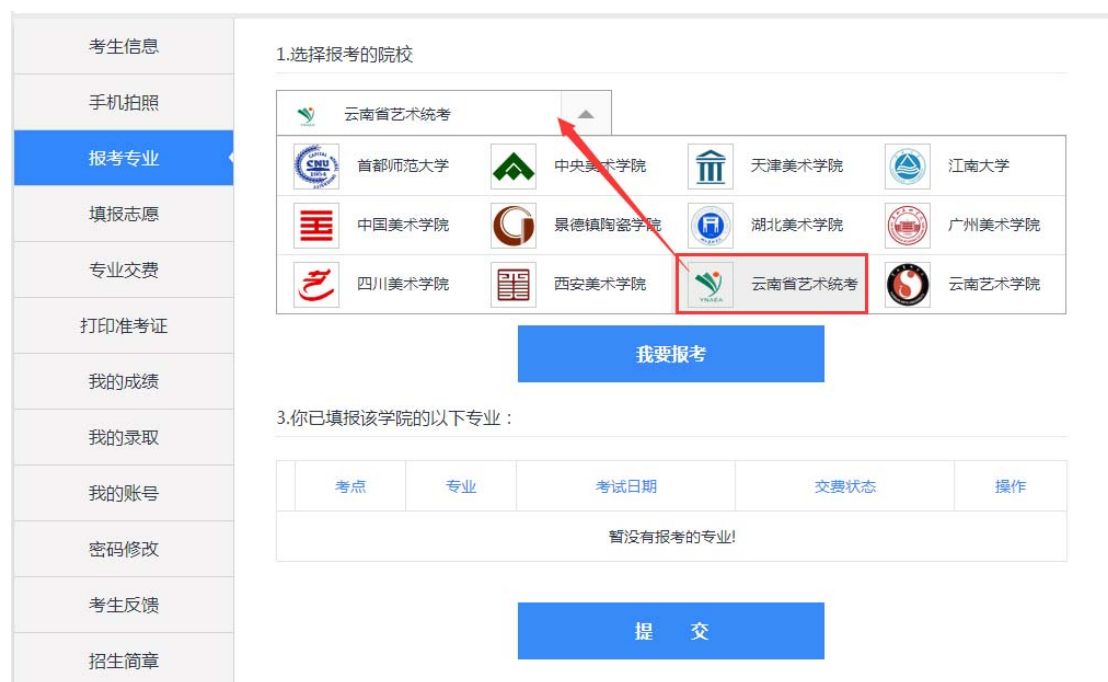 考生信息
手机拍照
报考专业
填报志愿
专业交费
打印准考证
我的成绩
我的录取
我的账号
密码修改
考生反馈
招生简章
1.选择报考的院校
云南省艺术统考
首都师范大学 中央美术学院 天津美术学院 江南大学
中国美术学院 景德镇陶瓷学院 湖北美术学院 广州美术学院
四川美术学院 西安美术学院 云南省艺术统考 云南艺术学院
CNU
1954
YNAEA
我要报考
3.你已填报该学院的以下专业：
考点 专业 考试日期 交费状态 操作
暂没有报考的专业!
提 交